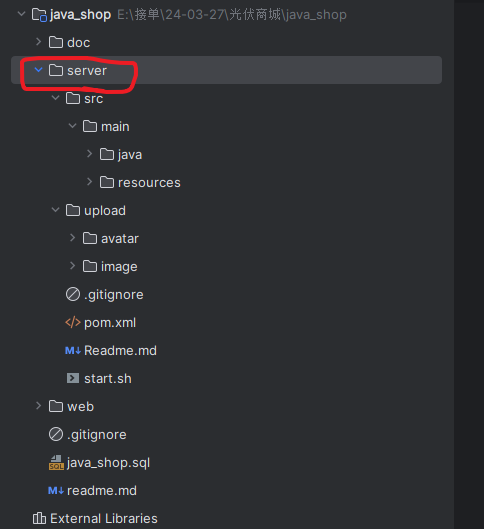 java_shop E:\接单\24-03-27\光伏商城\java_shop
doc
server
src
main
java
resources
upload
avatar
image
.gitignore
pom.xml
M↓ Readme.md
start.sh
web
.gitignore
SQL java_shop.sql
M↓ readme.md
External Libraries